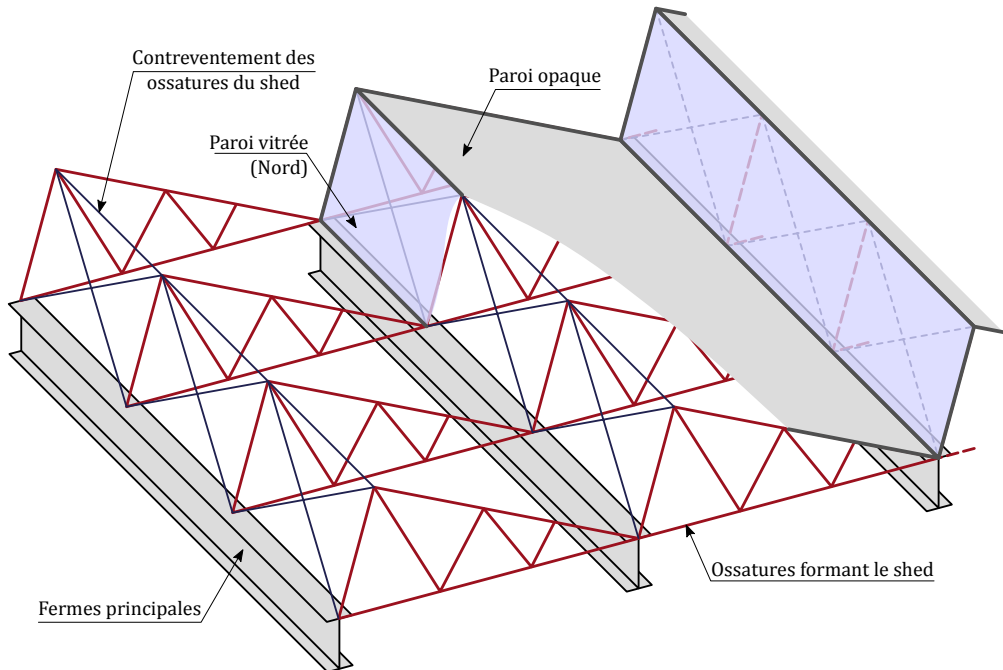 Contreventement des
ossatures du shed
Paroi opaque
Paroi vitrée
(Nord)
Ossatures formant le shed
Fermes principales